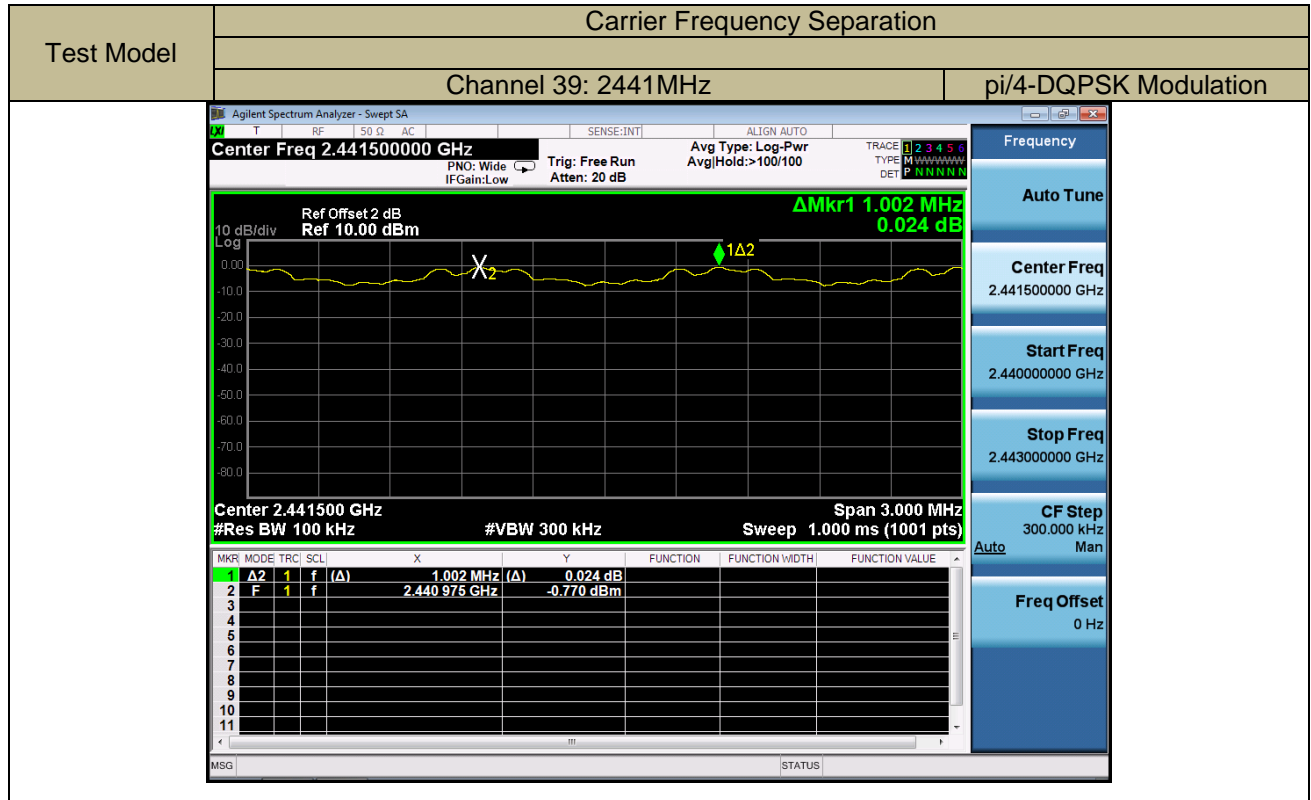 Test Model
Carrier Frequency Separation
Channel 39: 2441MHz
pi/4-DQPSK Modulation
Agilent Spectrum Analyzer - Swept SA
LXI T RF 50 Ω AC SENSE:INT ALIGN AUTO
Center Freq 2.441500000 GHz
PNO: Wide
IFGain:Low
Trig: Free Run
Atten: 20 dB
Avg Type: Log-Pwr
Avg|Hold:>100/100
TRACE 1 2 3 4 5 6
TYPE M WWWWW
DET P N N N N N
ΔMkr1 1.002 MHz
0.024 dB
Ref Offset 2 dB
10 dB/div Ref 10.00 dBm
Log
0.00
-10.0
-20.0
-30.0
-40.0
-50.0
-60.0
-70.0
-80.0
X2
1Δ2
Center 2.441500 GHz
Span 3.000 MHz
#Res BW 100 kHz
#VBW 300 kHz
Sweep 1.000 ms (1001 pts)
MKR MODE TRC SCL X Y FUNCTION FUNCTION WIDTH FUNCTION VALUE
1 Δ2 1 f (Δ) 1.002 MHz (Δ) 0.024 dB
2 F 1 f 2.440 975 GHz -0.770 dBm
3
4
5
6
7
8
9
10
11
MSG
STATUS
Frequency
Auto Tune
Center Freq
2.441500000 GHz
Start Freq
2.440000000 GHz
Stop Freq
2.443000000 GHz
CF Step
300.000 kHz
Auto Man
Freq Offset
0 Hz